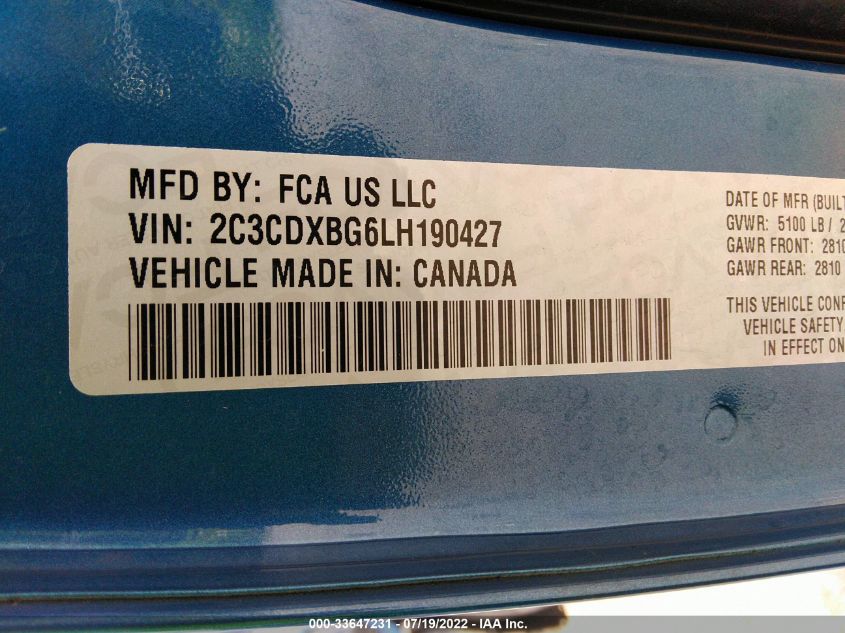 MFD BY: FCA US LLC
VIN: 2C3CDXBG6LH190427
VEHICLE MADE IN: CANADA
DATE OF MFR (BUILT
GVWR: 5100 LB / 2
GAWR FRONT: 2810
GAWR REAR: 2810
THIS VEHICLE CONF
VEHICLE SAFETY
IN EFFECT ON
000-33647231 - 07/19/2022 - IAA Inc.